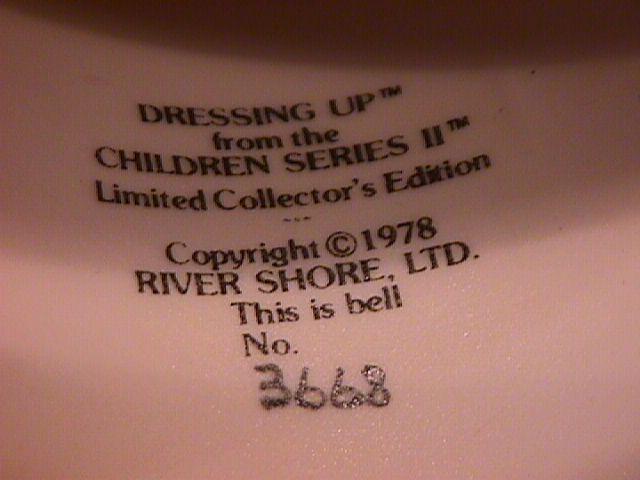 DRESSING UP™
from the
CHILDREN SERIES II™
Limited Collector's Edition
---
Copyright ©1978
RIVER SHORE, LTD.
This is bell
No.
3668